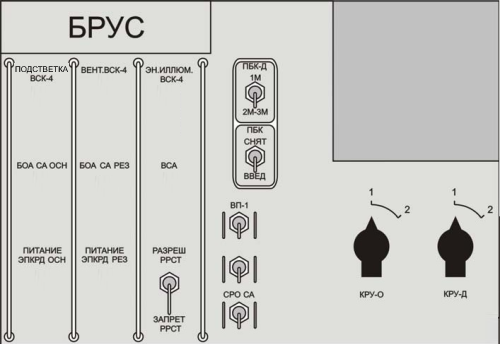 БРУС
ПОДСТВЕТКА
ВСК-4
ВЕНТ.ВСК-4
ЭН.ИЛЛЮМ.
ВСК-4
БОА СА ОСН
БОА СА РЕЗ
ВСА
ПИТАНИЕ
ЭПКРД ОСН
ПИТАНИЕ
ЭПКРД РЕЗ
РАЗРЕШ
РРСТ
ЗАПРЕТ
РРСТ
ПБК-Д
1М
2М-3М
ПБК
СНЯТ
ВВЕД
ВП-1
СРО СА
1
2
КРУ-О
1
2
КРУ-Д